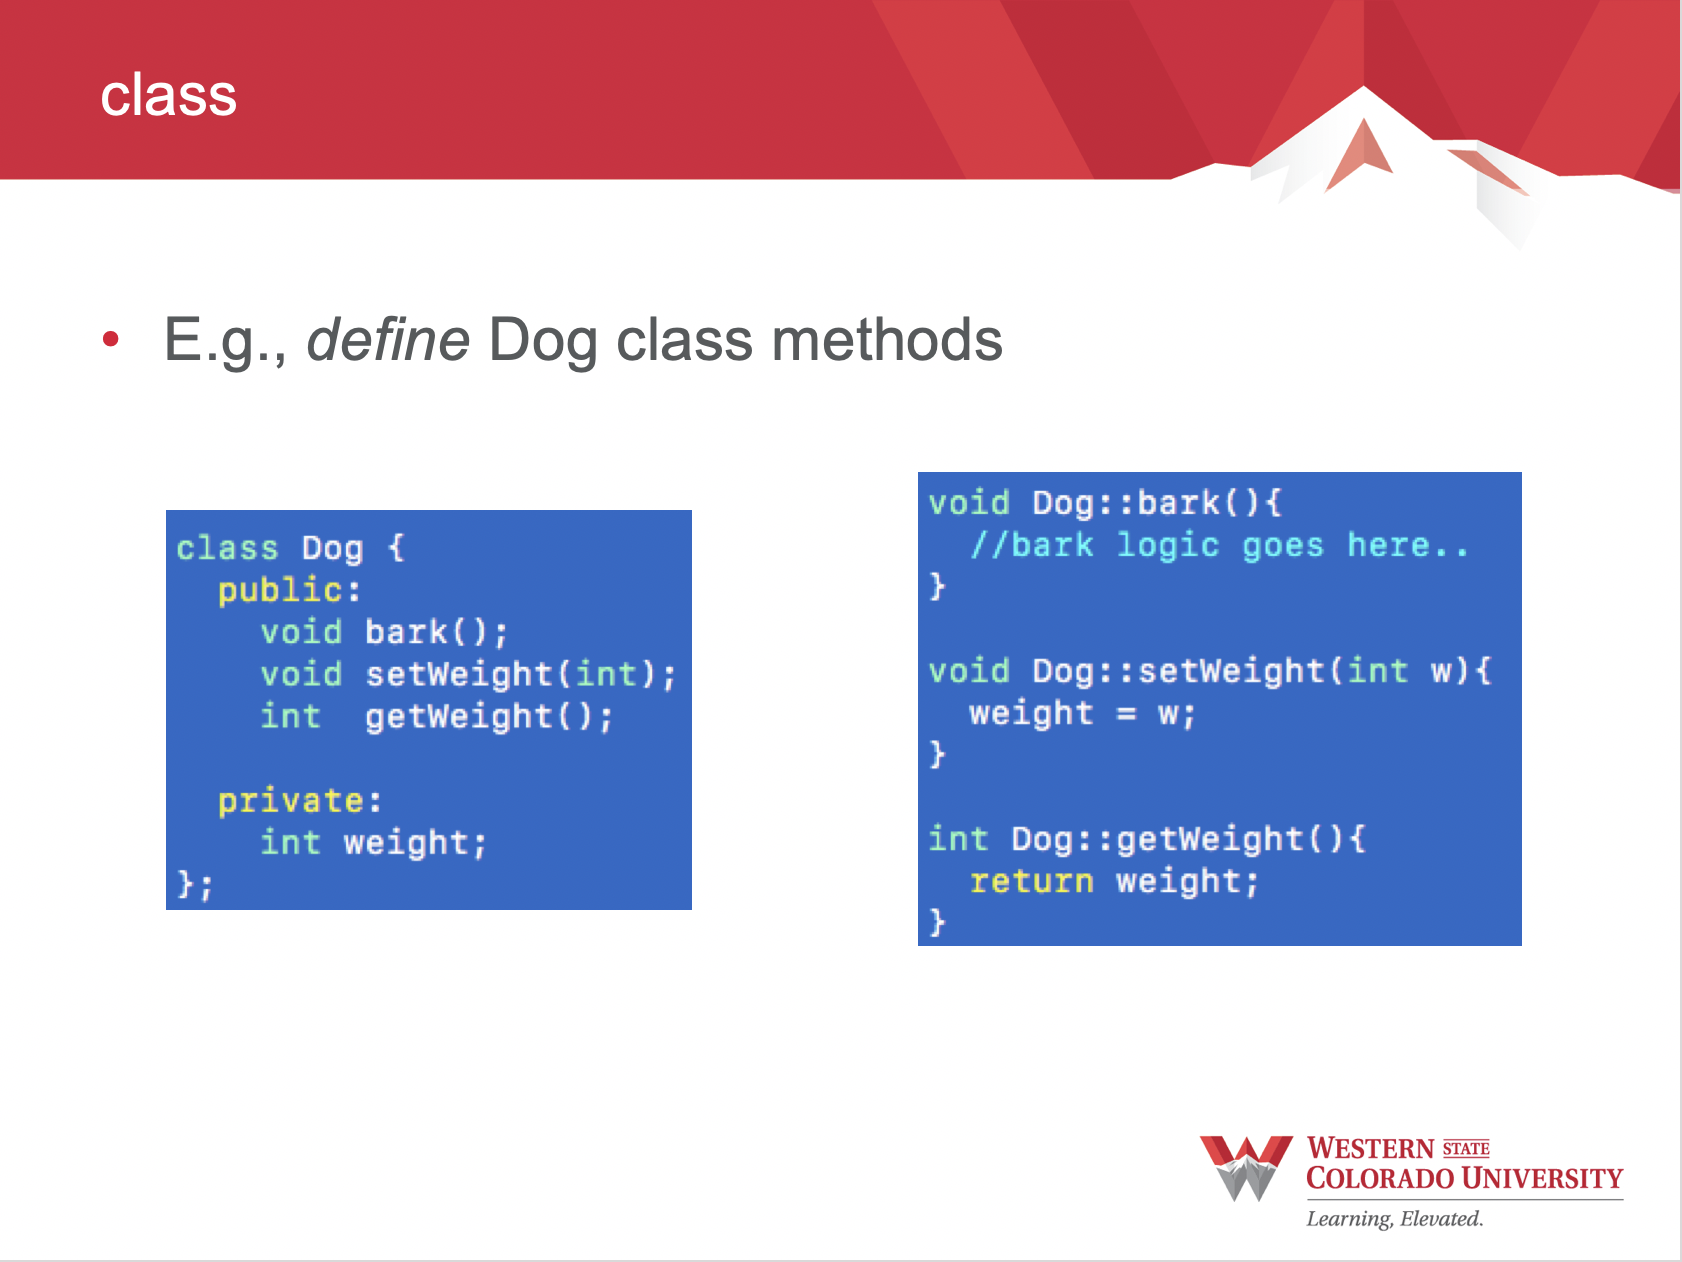 class
• E.g., define Dog class methods
class Dog {
  public:
    void bark();
    void setWeight(int);
    int  getWeight();

  private:
    int weight;
};
void Dog::bark(){
  //bark logic goes here..
}

void Dog::setWeight(int w){
  weight = w;
}

int Dog::getWeight(){
  return weight;
}
WESTERN STATE
COLORADO UNIVERSITY
Learning, Elevated.